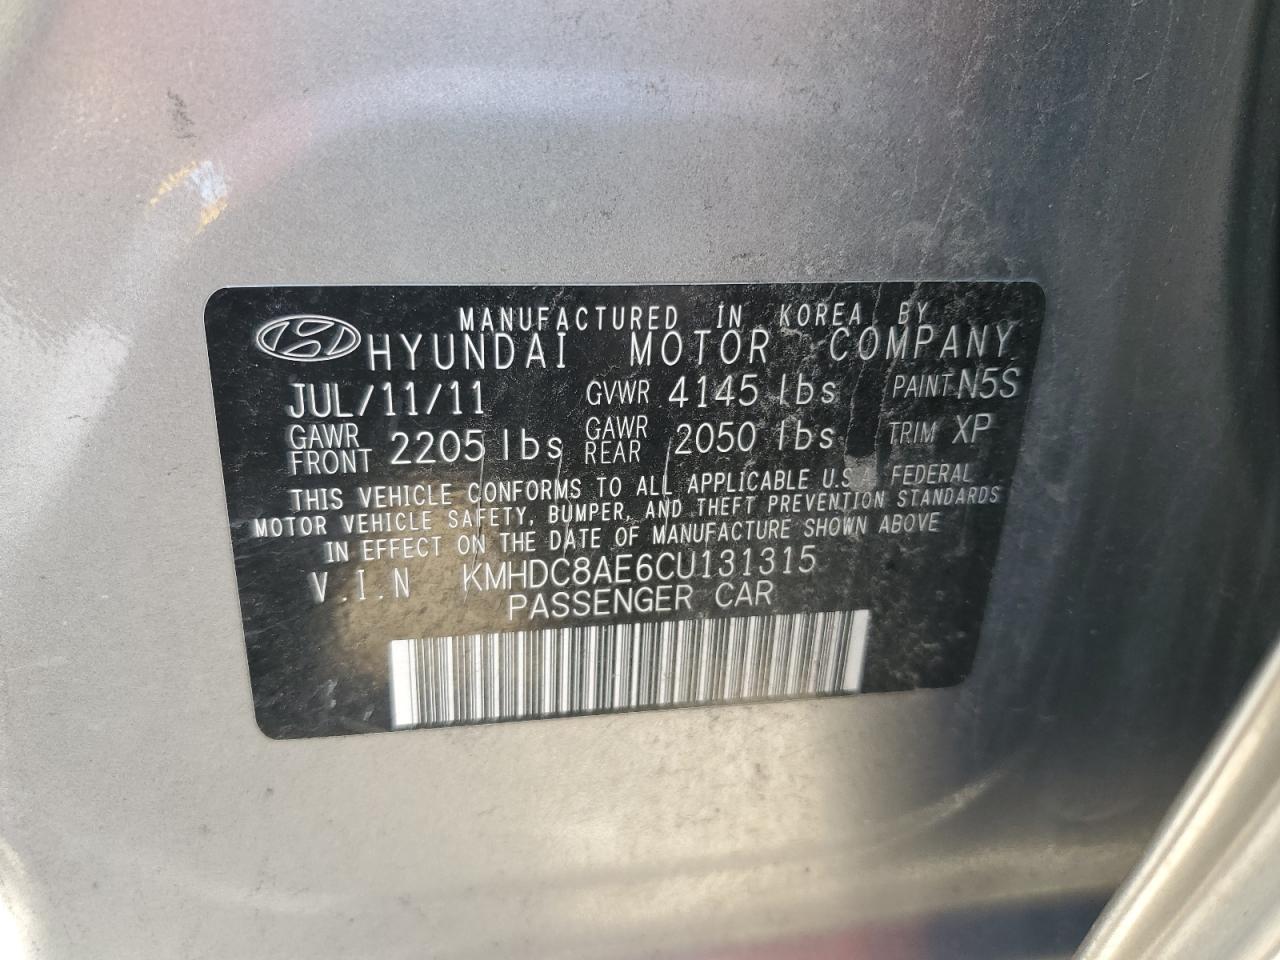 MANUFACTURED IN KOREA BY
HYUNDAI MOTOR COMPANY
JUL/11/11 GVWR 4145 lbs PAINT N5S
GAWR FRONT 2205 lbs GAWR REAR 2050 lbs TRIM XP
THIS VEHICLE CONFORMS TO ALL APPLICABLE U.S.A. FEDERAL
MOTOR VEHICLE SAFETY, BUMPER, AND THEFT PREVENTION STANDARDS
IN EFFECT ON THE DATE OF MANUFACTURE SHOWN ABOVE
V.I.N KMHDC8AE6CU131315
PASSENGER CAR